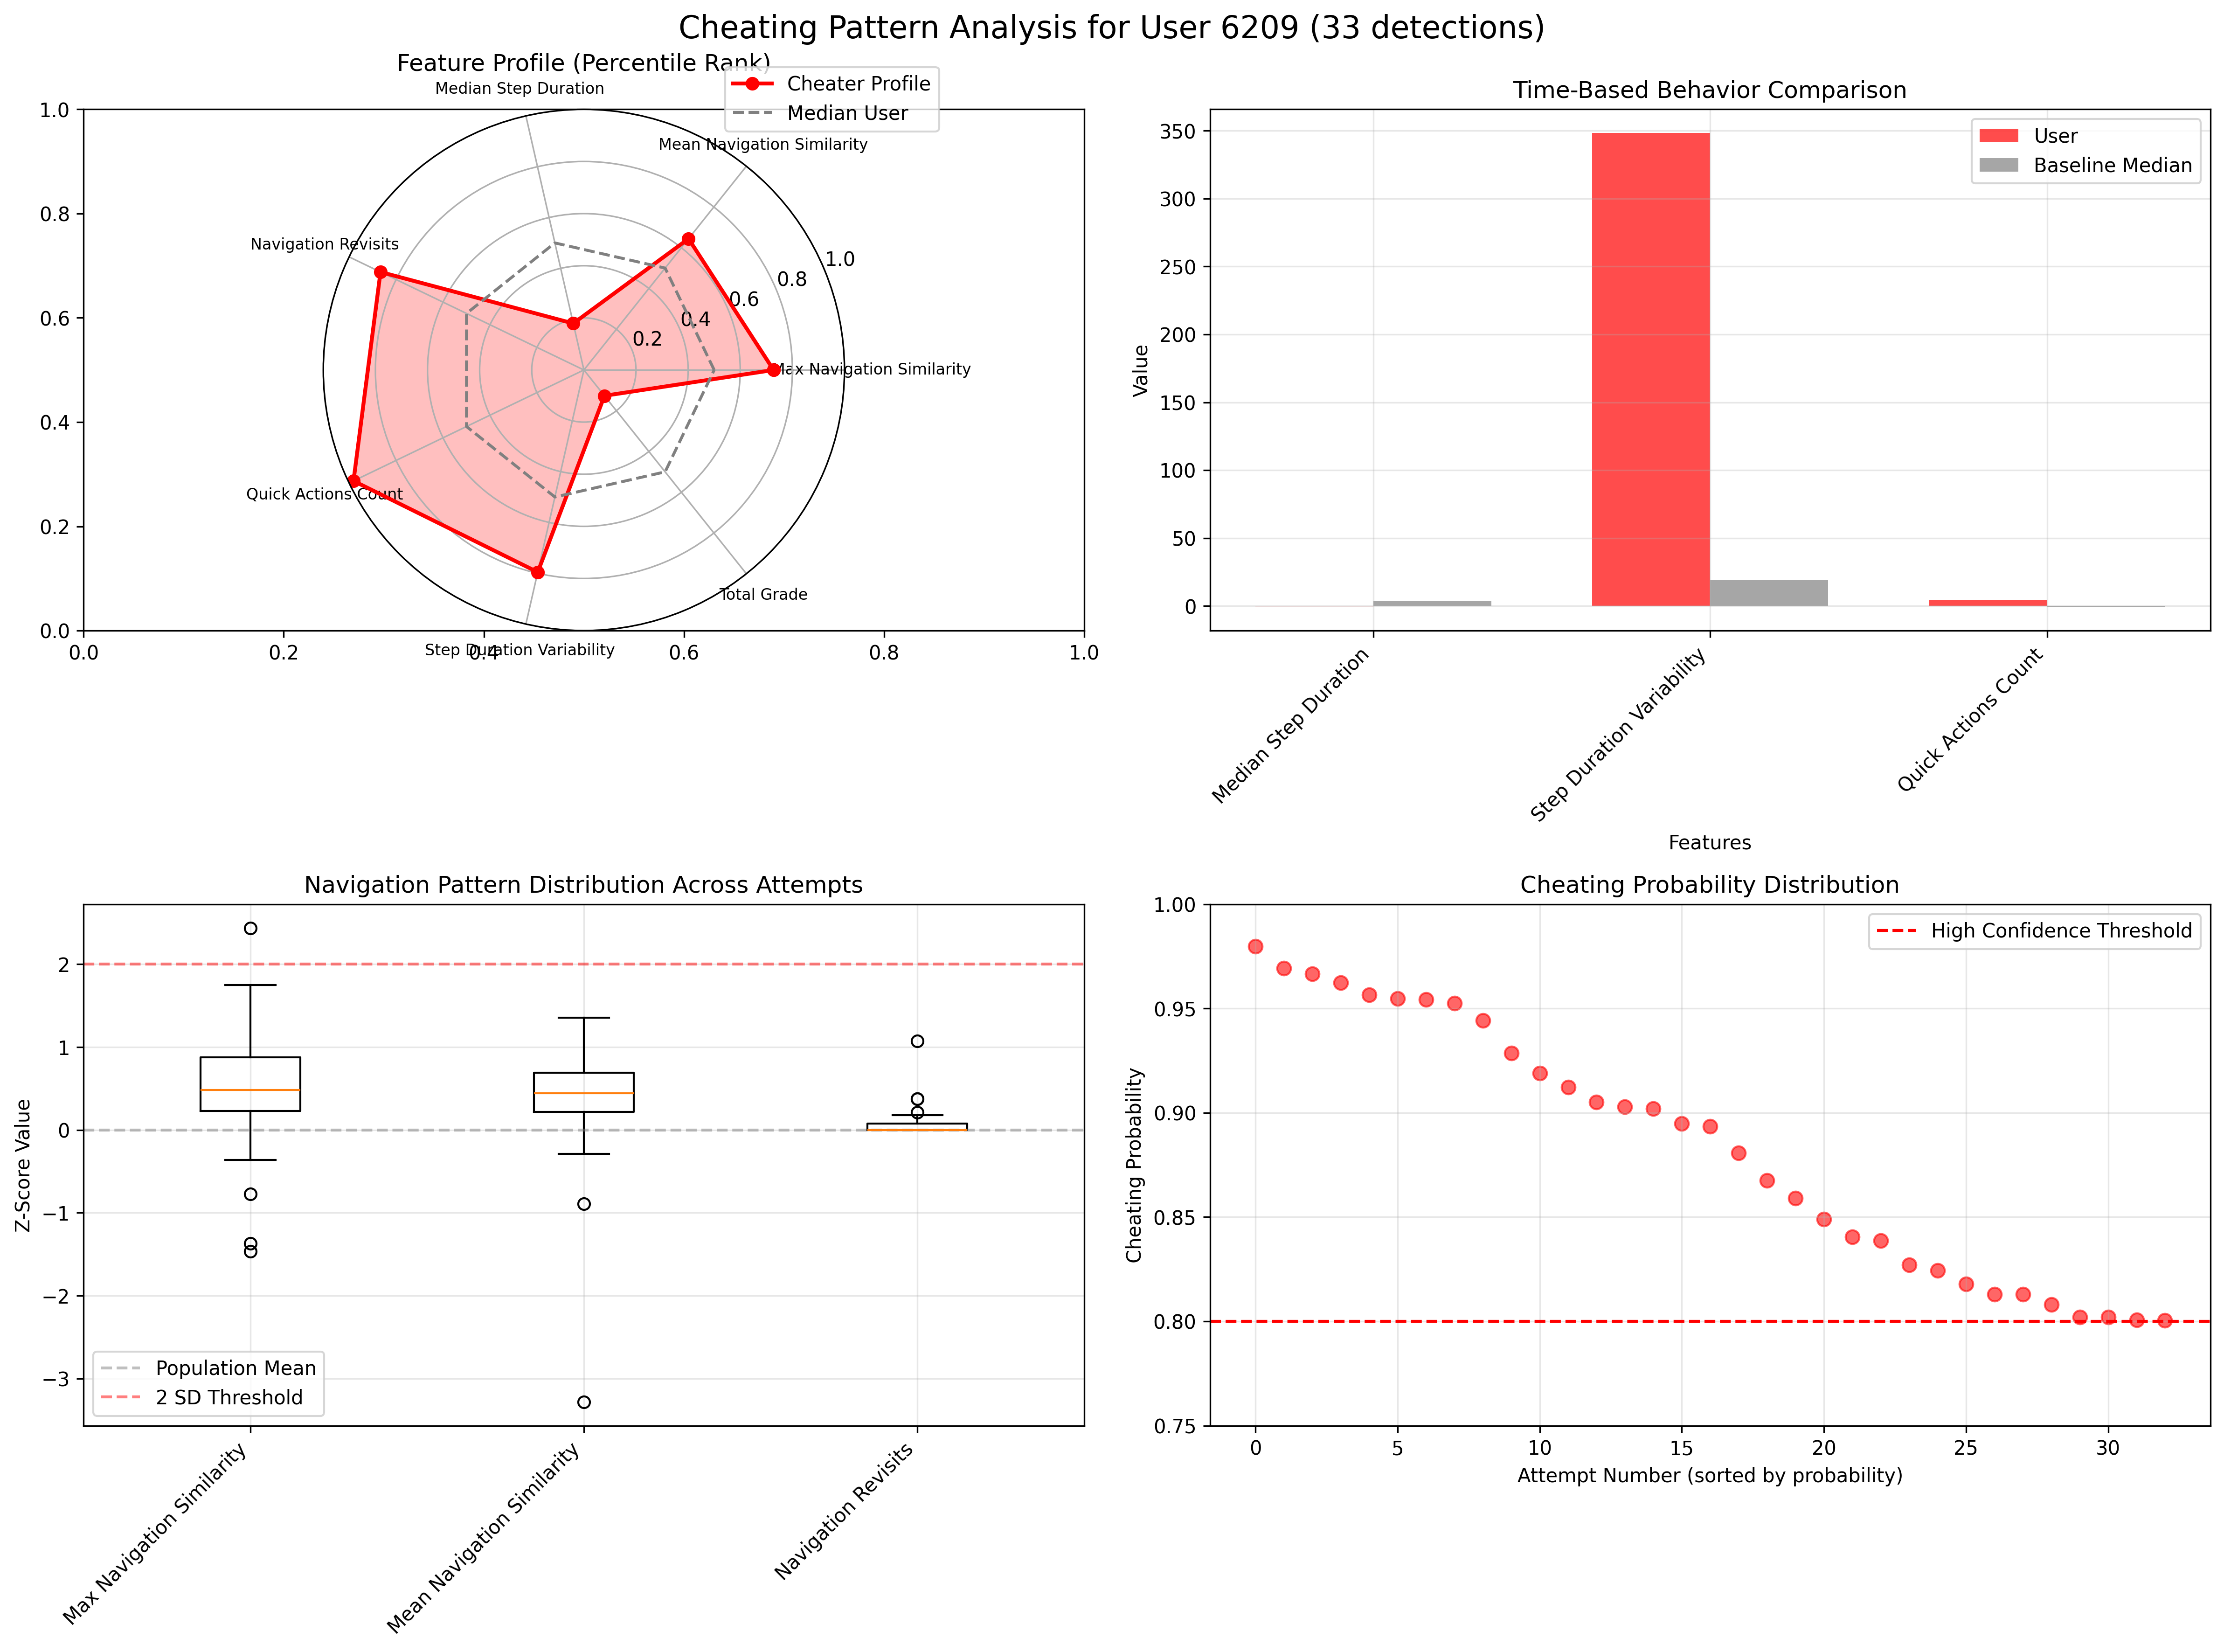 Cheating Pattern Analysis for User 6209 (33 detections)
Feature Profile (Percentile Rank)
Cheater Profile
Median User
Median Step Duration
Mean Navigation Similarity
Navigation Revisits
Max Navigation Similarity
Quick Actions Count
Total Grade
Step Duration Variability
0.2
0.4
0.6
0.8
1.0
1.0
0.8
0.6
0.4
0.2
0.0
0.0
0.2
0.4
0.6
0.8
1.0
Time-Based Behavior Comparison
User
Baseline Median
Value
350
300
250
200
150
100
50
0
Median Step Duration
Step Duration Variability
Quick Actions Count
Features
Navigation Pattern Distribution Across Attempts
Z-Score Value
2
1
0
−1
−2
−3
Population Mean
2 SD Threshold
Max Navigation Similarity
Mean Navigation Similarity
Navigation Revisits
Cheating Probability Distribution
High Confidence Threshold
Cheating Probability
1.00
0.95
0.90
0.85
0.80
0.75
0
5
10
15
20
25
30
Attempt Number (sorted by probability)